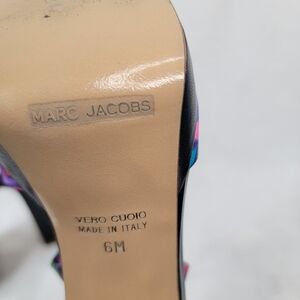 MARC JACOBS
VERO CUOIO
MADE IN ITALY
6M